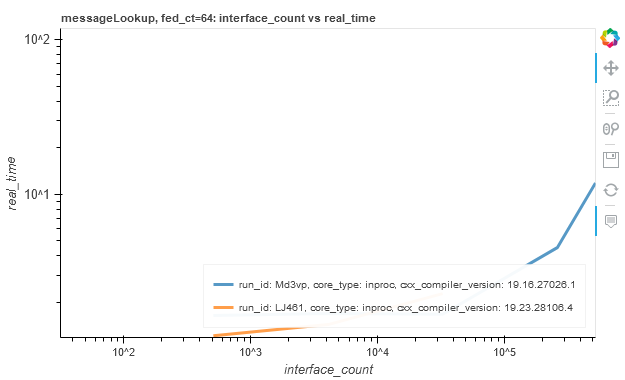 messageLookup, fed_ct=64: interface_count vs real_time
10^2
10^1
real_time
run_id: Md3vp, core_type: inproc, cxx_compiler_version: 19.16.27026.1
run_id: LJ461, core_type: inproc, cxx_compiler_version: 19.23.28106.4
10^2 10^3 10^4 10^5
interface_count